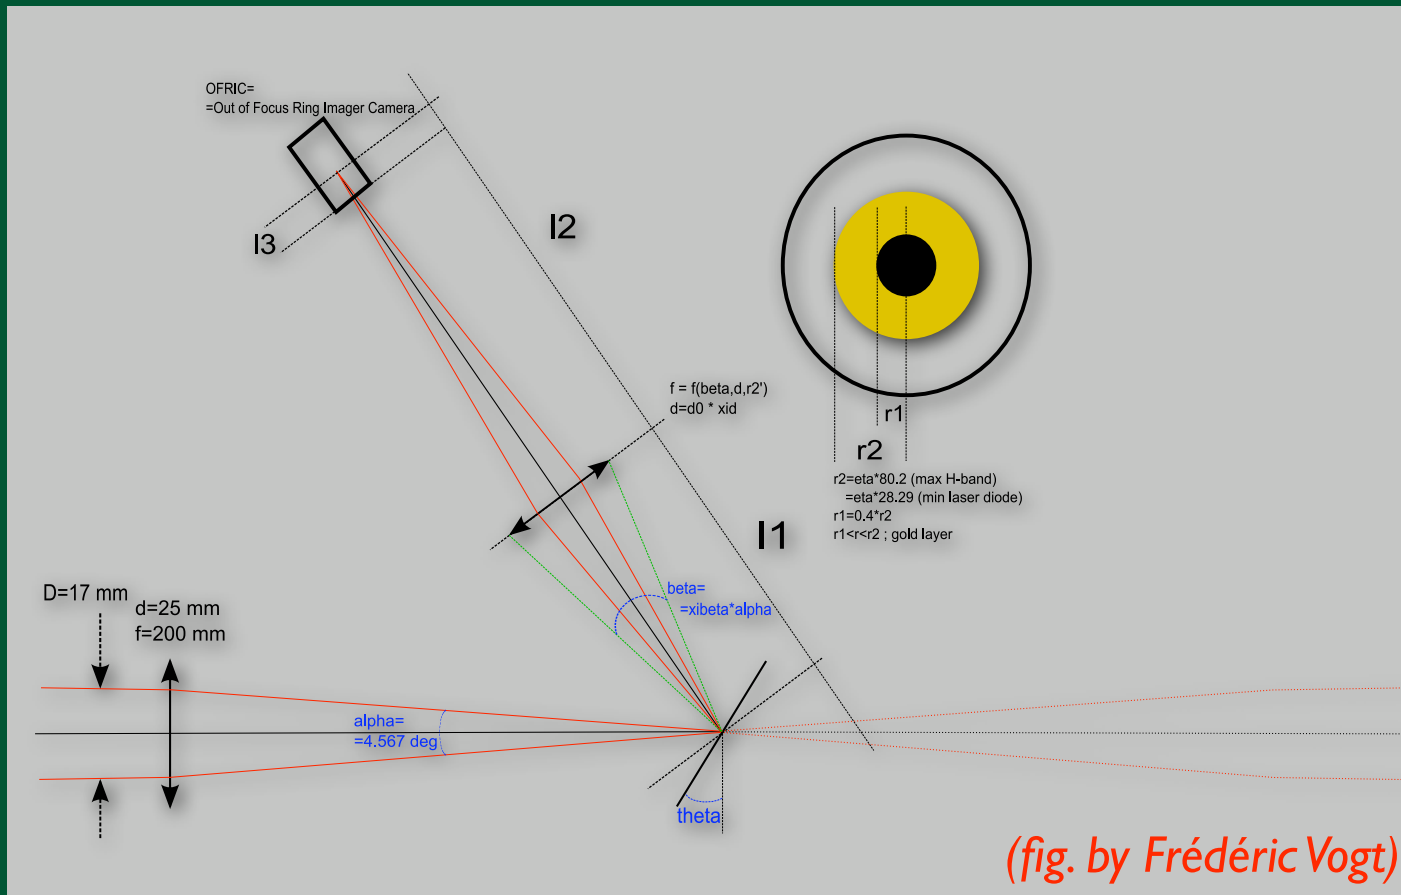 OFRIC=
=Out of Focus Ring Imager Camera
l3
l2
f = f(beta,d,r2')
d=d0 * xid
r1
r2
r2=eta*80.2 (max H-band)
=eta*28.29 (min laser diode)
r1=0.4*r2
r1<r<r2 ; gold layer
l1
beta=
=xibeta*alpha
D=17 mm
d=25 mm
f=200 mm
alpha=
=4.567 deg
theta
(fig. by Frédéric Vogt)